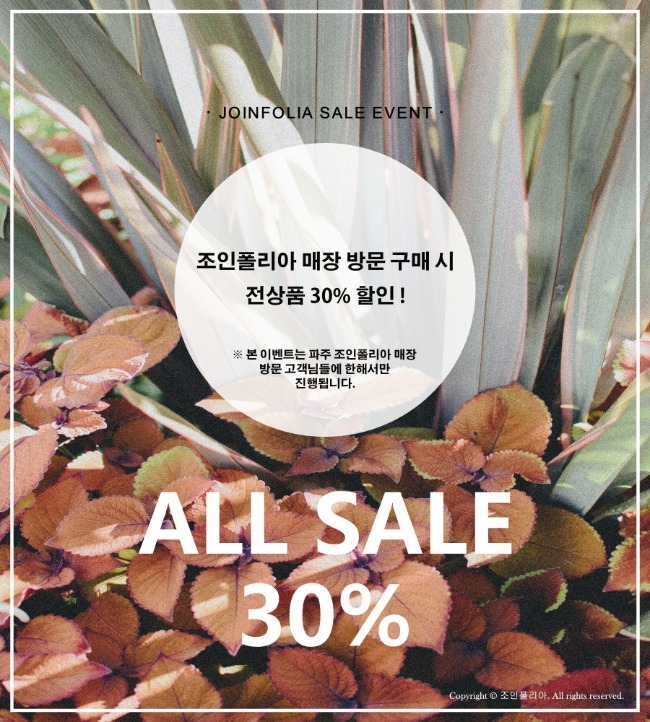 · JOINFOLIA SALE EVENT ·
조인폴리아 매장 방문 구매 시
전상품 30% 할인 !
※ 본 이벤트는 파주 조인폴리아 매장
방문 고객님들에 한해서만
진행됩니다.
ALL SALE
30%
Copyright © 조인폴리아. All rights reserved.